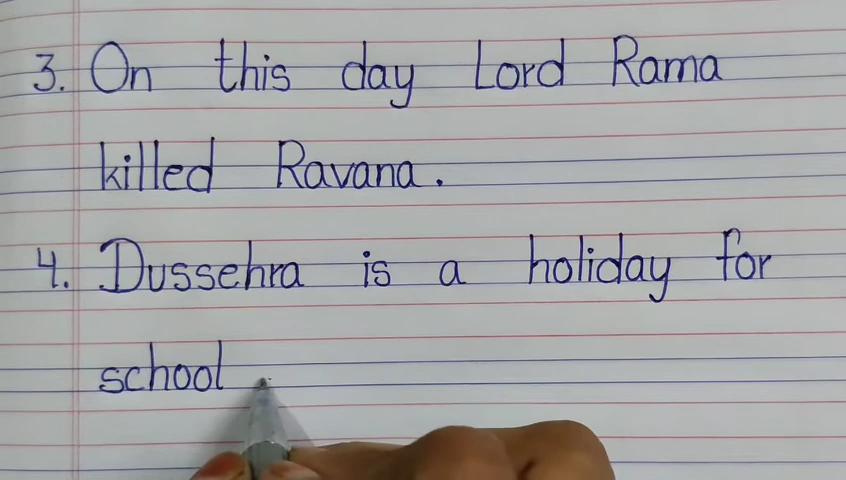 3. On this day Lord Rama
killed Ravana.
4. Dussehra is a holiday for
school